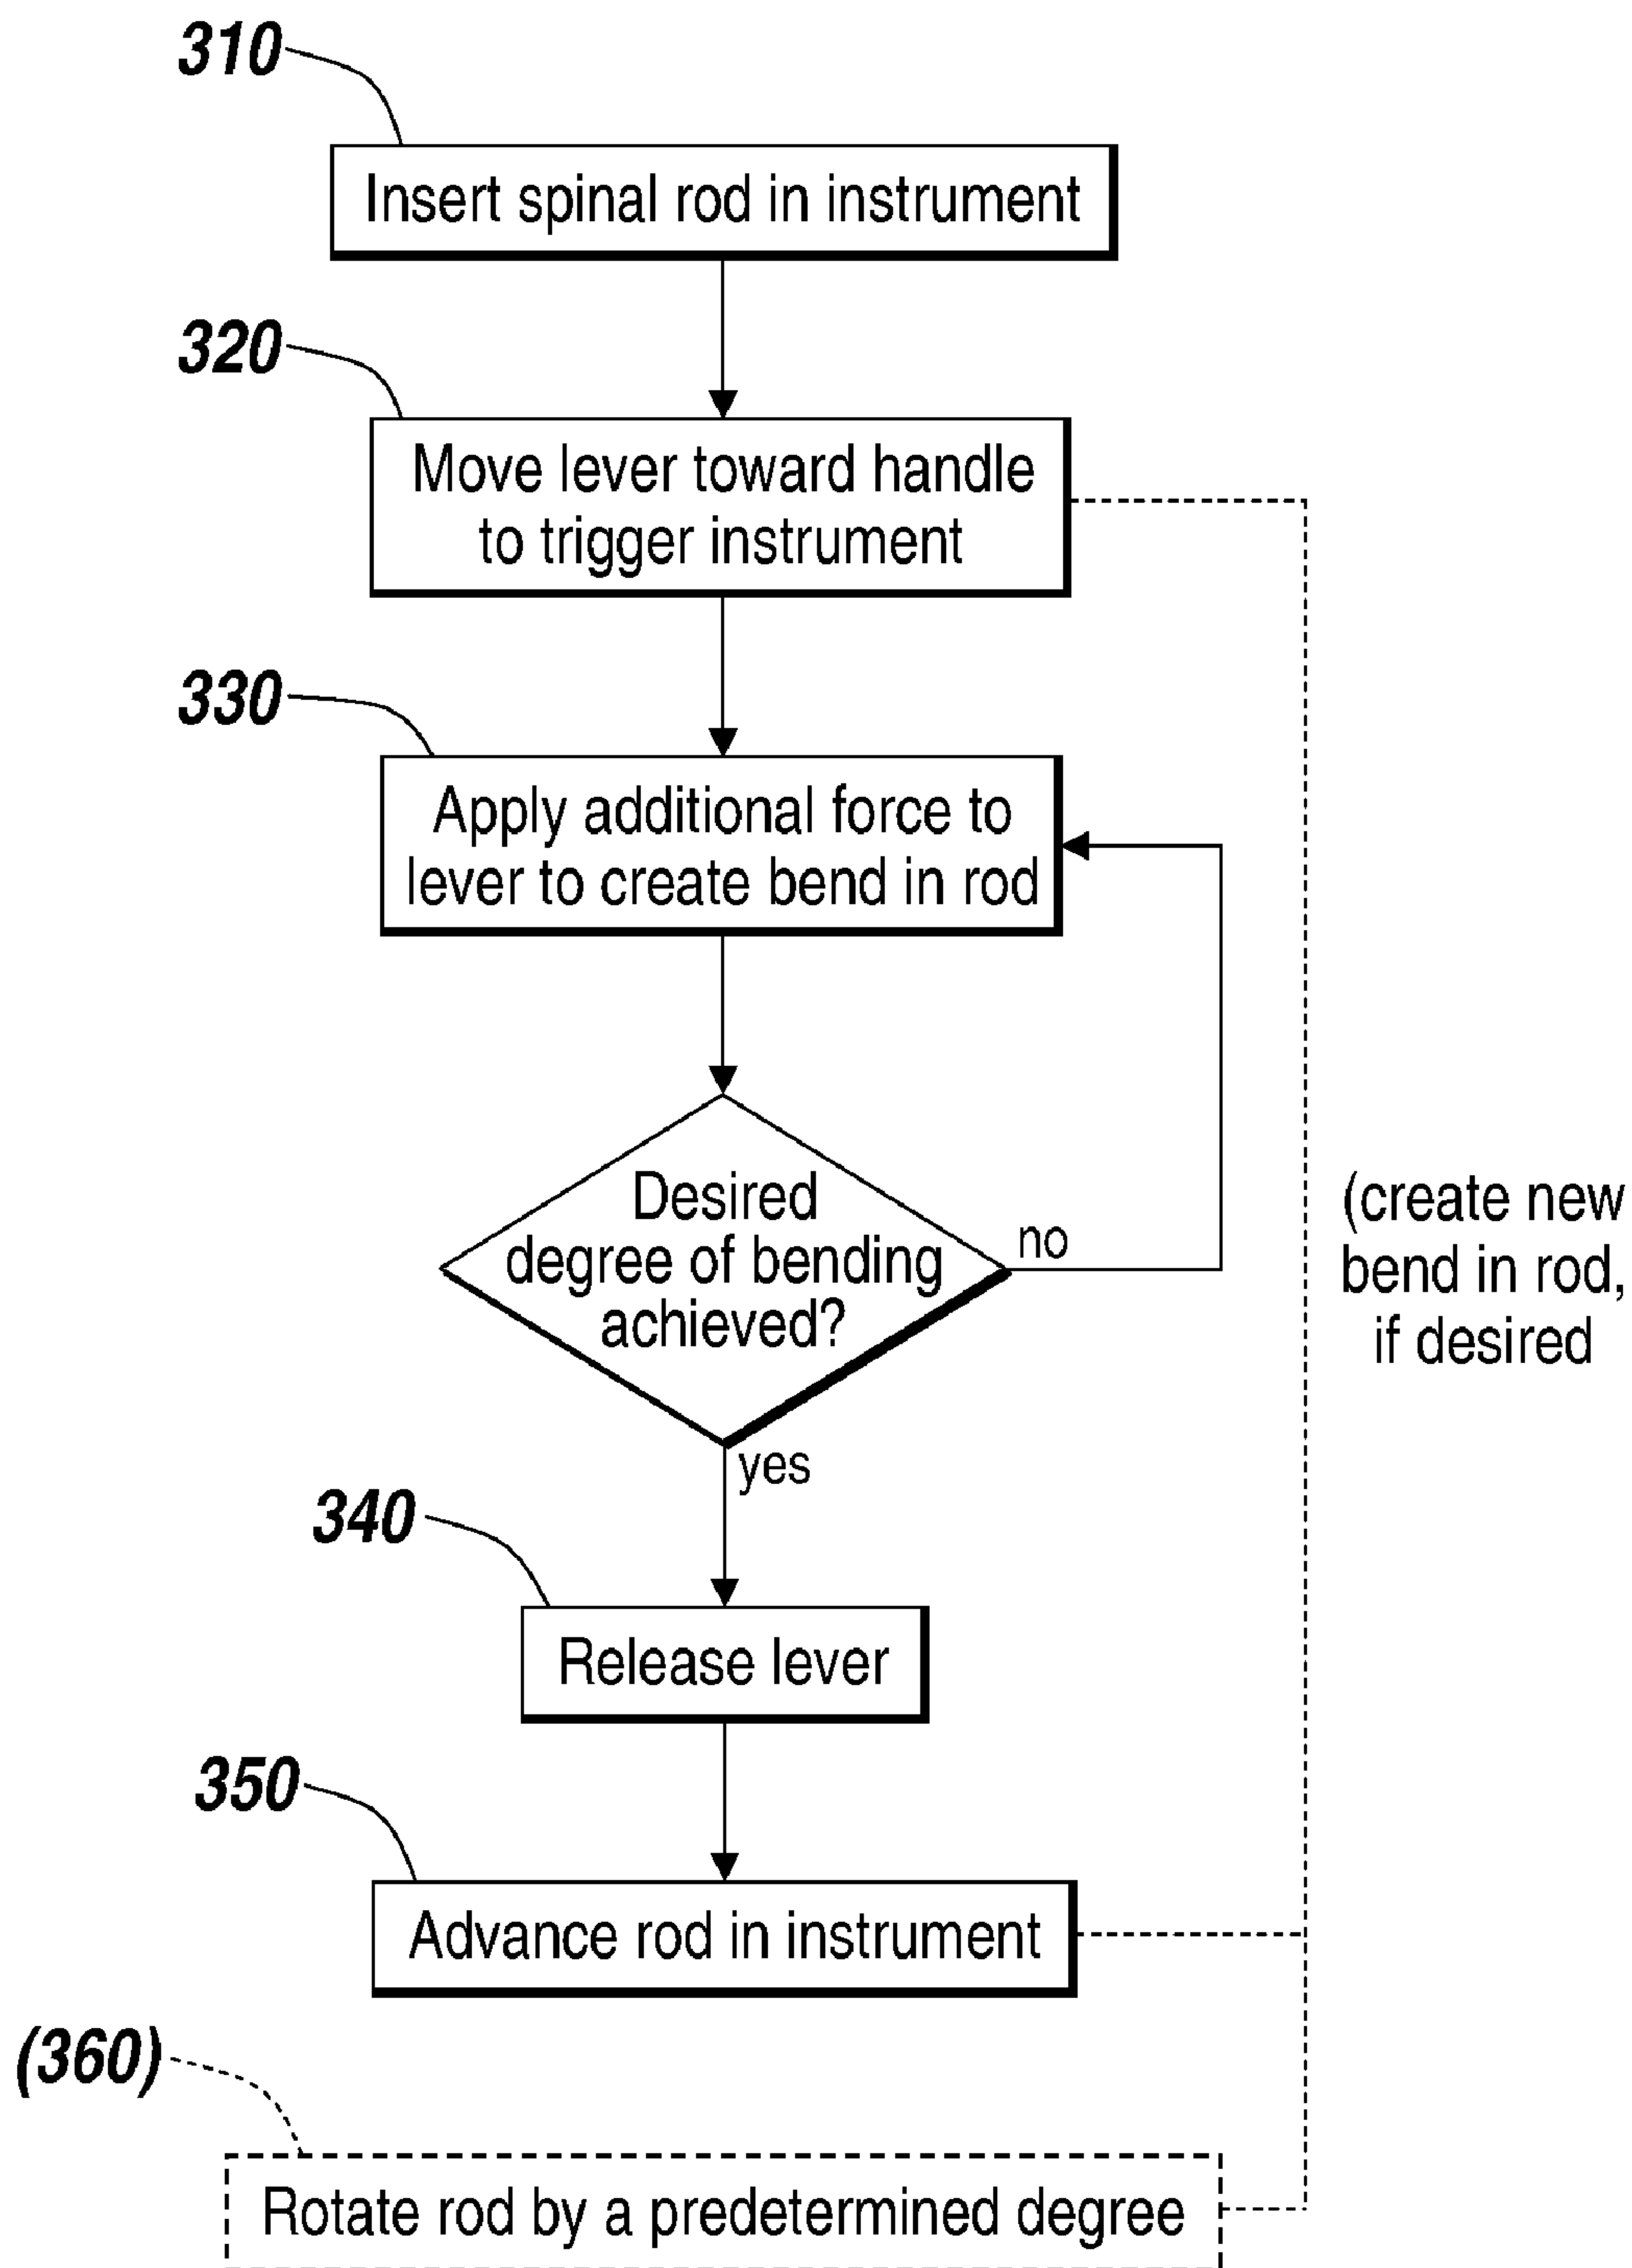 310
Insert spinal rod in instrument
320
Move lever toward handle
to trigger instrument
330
Apply additional force to
lever to create bend in rod
Desired
degree of bending
achieved?
no
(create new
bend in rod,
if desired
yes
340
Release lever
350
Advance rod in instrument
(360)
Rotate rod by a predetermined degree